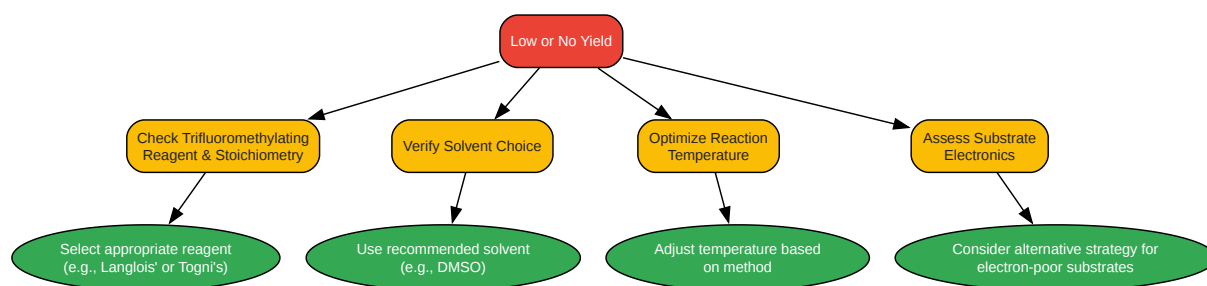 Low or No Yield
Check Trifluoromethylating
Reagent & Stoichiometry
Verify Solvent Choice
Optimize Reaction
Temperature
Assess Substrate
Electronics
Select appropriate reagent
(e.g., Langlois' or Togni's)
Use recommended solvent
(e.g., DMSO)
Adjust temperature based
on method
Consider alternative strategy for
electron-poor substrates